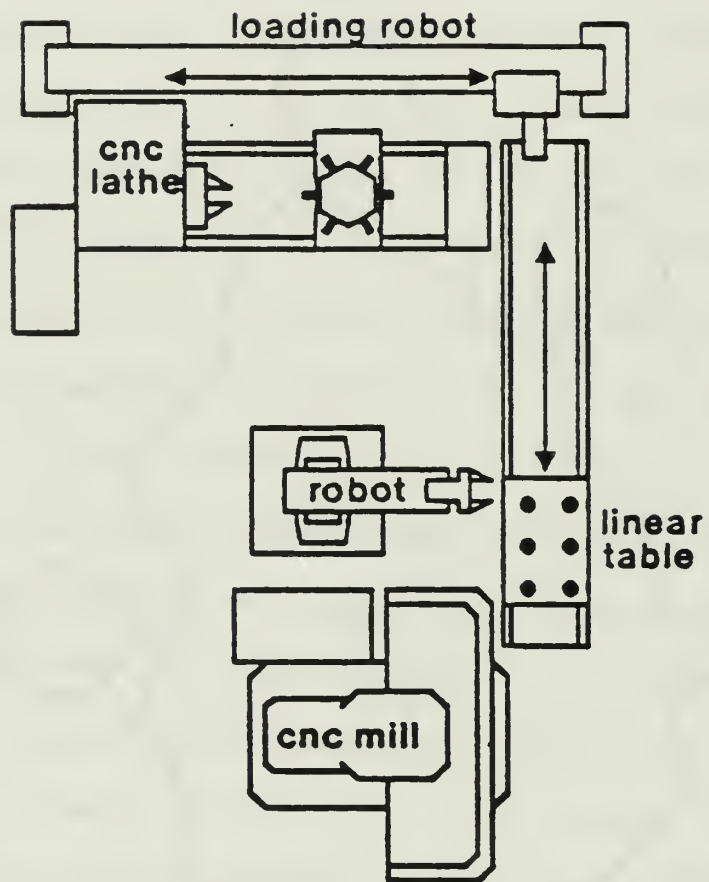 loading robot
cnc
lathe
robot
linear
table
cnc mill